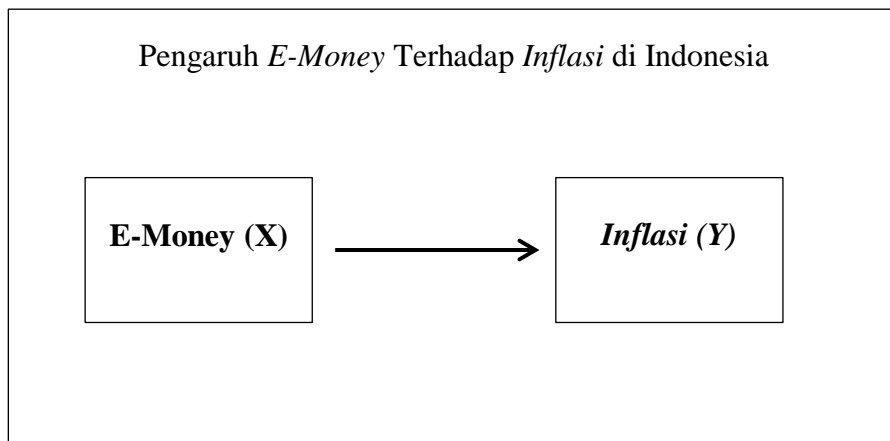 Pengaruh E-Money Terhadap Inflasi di Indonesia
E-Money (X)
Inflasi (Y)